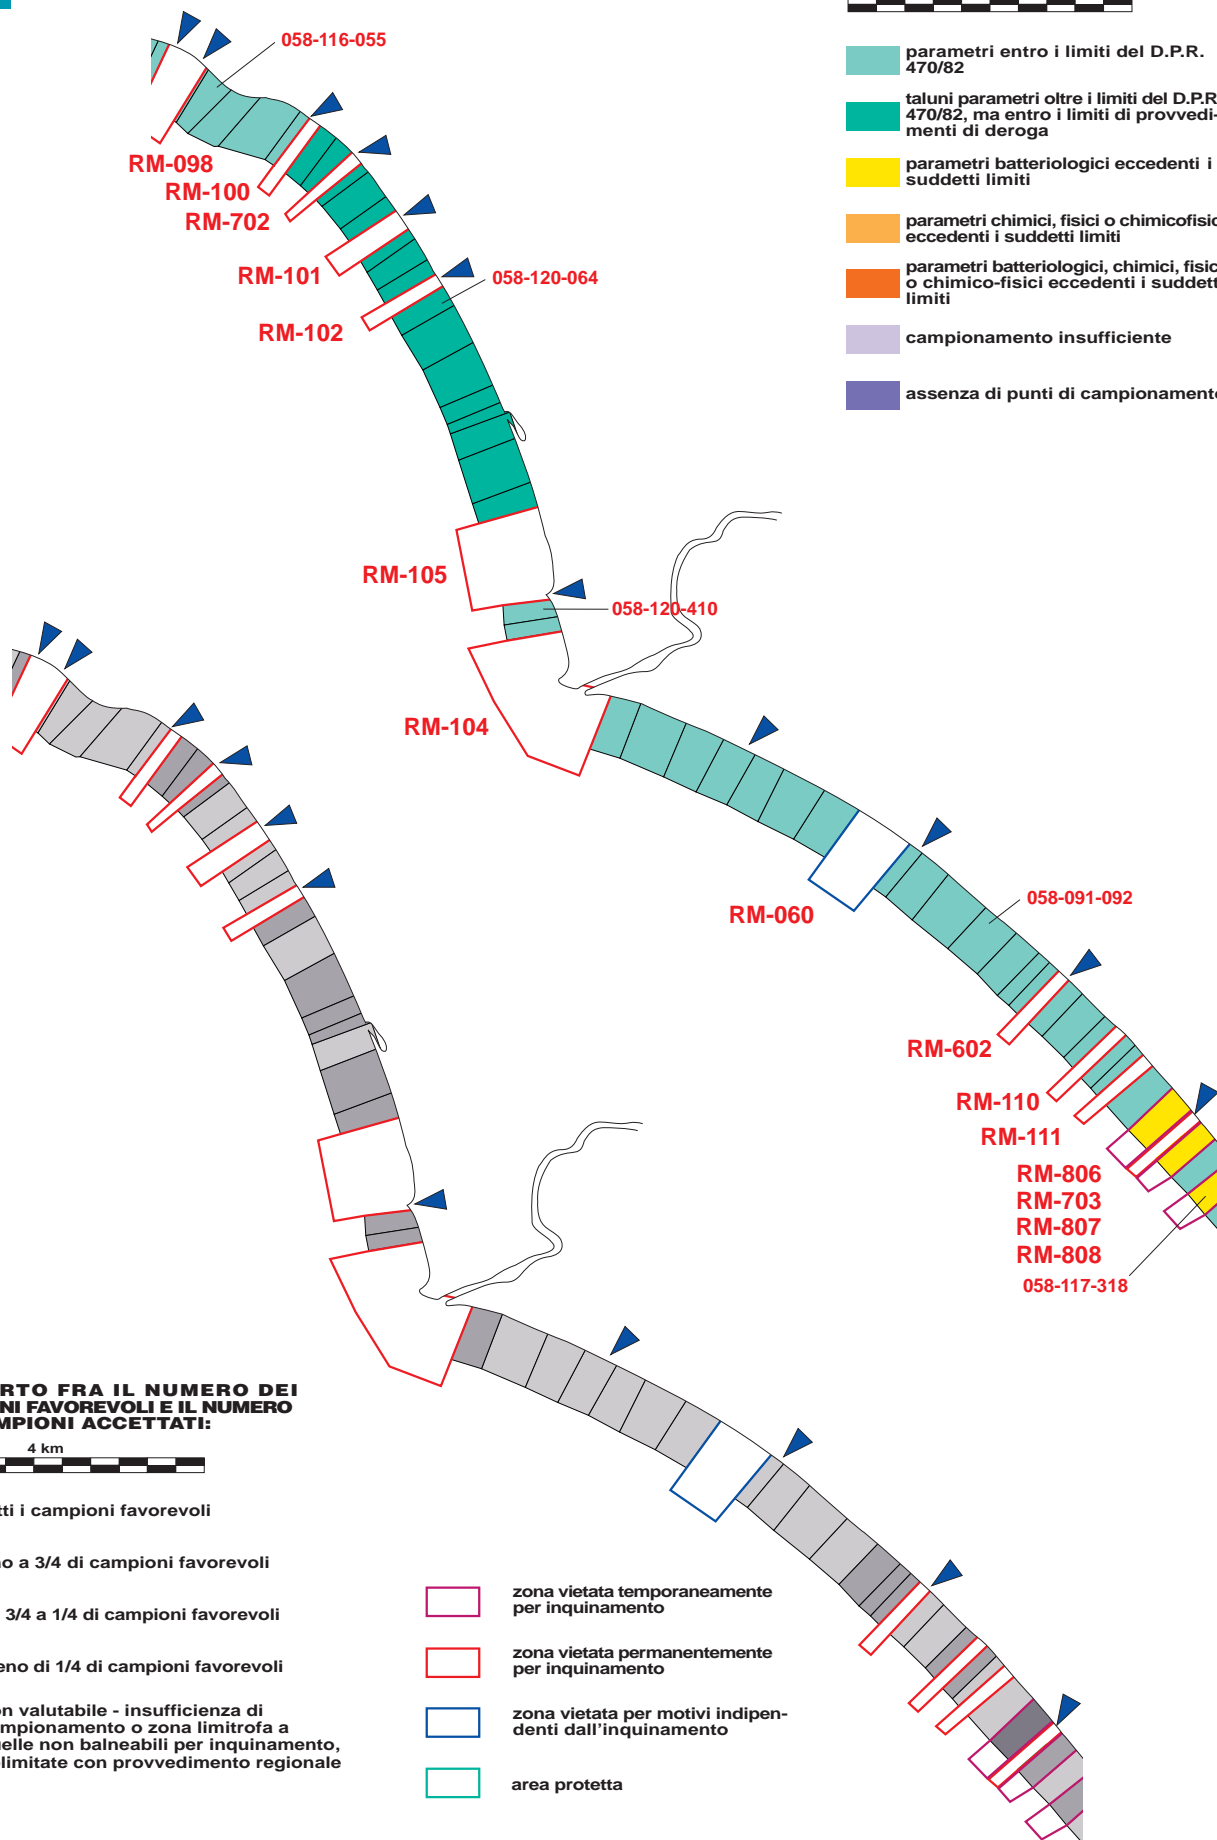 058-116-055
RM-098
RM-100
RM-702
RM-101
058-120-064
RM-102
RM-105
058-120-410
RM-104
RM-060
058-091-092
RM-602
RM-110
RM-111
RM-806
RM-703
RM-807
RM-808
058-117-318
parametri entro i limiti del D.P.R.
470/82
taluni parametri oltre i limiti del D.P.R
470/82, ma entro i limiti di provvedi-
menti di deroga
parametri batteriologici eccedenti i
suddetti limiti
parametri chimici, fisici o chimicofisic
eccedenti i suddetti limiti
parametri batteriologici, chimici, fisic
o chimico-fisici eccedenti i suddett
limiti
campionamento insufficiente
assenza di punti di campionament
RTO FRA IL NUMERO DEI
NI FAVOREVOLI E IL NUMERO
MPIONI ACCETTATI:
4 km
tti i campioni favorevoli
no a 3/4 di campioni favorevoli
3/4 a 1/4 di campioni favorevoli
eno di 1/4 di campioni favorevoli
on valutabile - insufficienza di
mpionamento o zona limitrofa a
uelle non balneabili per inquinamento,
limitate con provvedimento regionale
zona vietata temporaneamente
per inquinamento
zona vietata permanentemente
per inquinamento
zona vietata per motivi indipen-
denti dall'inquinamento
area protetta